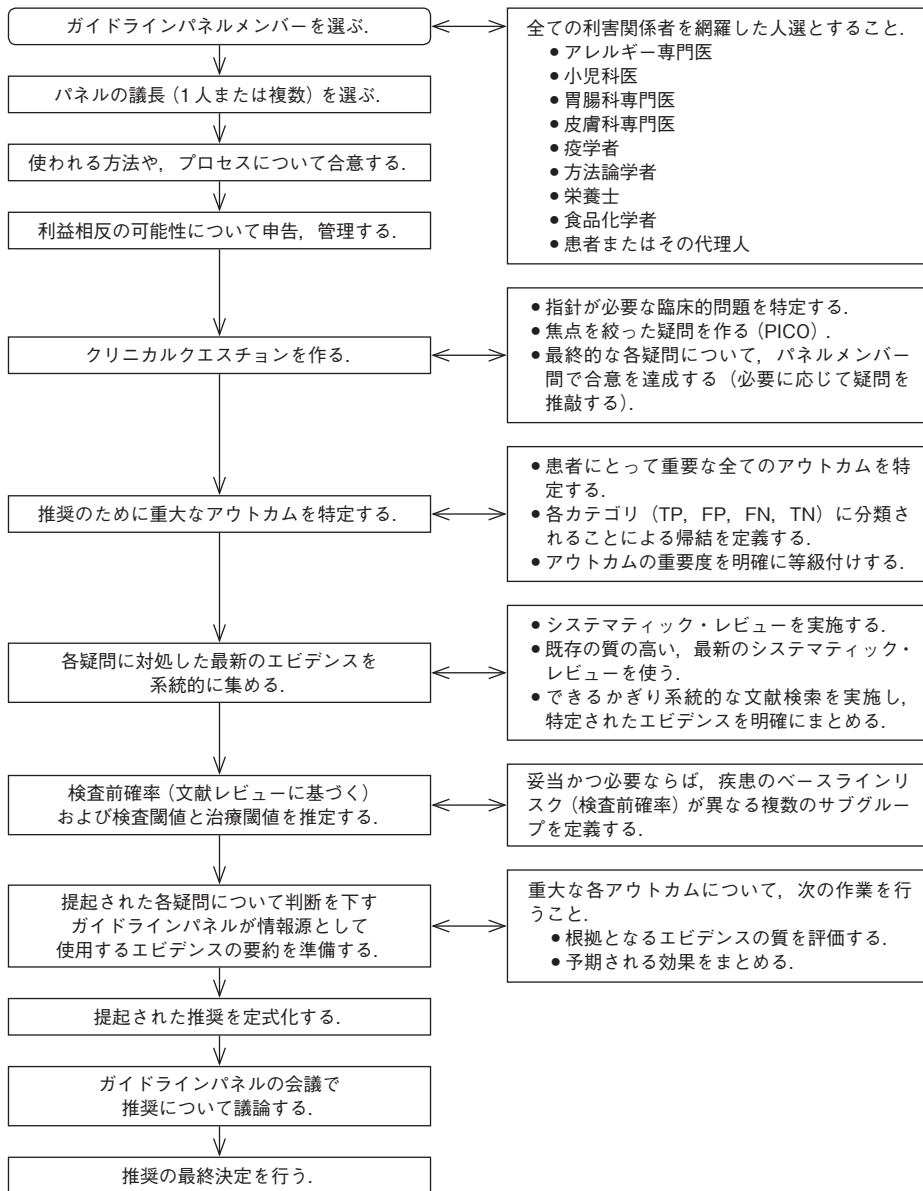 ガイドラインパネルメンバーを選ぶ.
全ての利害関係者を網羅した人選とすること.
● アレルギー専門医
● 小児科医
● 胃腸科専門医
● 皮膚科専門医
● 疫学者
● 方法論学者
● 栄養士
● 食品化学者
● 患者またはその代理人
パネルの議長（1人または複数）を選ぶ.
使われる方法や，プロセスについて合意する.
利益相反の可能性について申告，管理する.
クリニカルクエスチョンを作る.
● 指針が必要な臨床的問題を特定する.
● 焦点を絞った疑問を作る（PICO）.
● 最終的な各疑問について，パネルメンバー
間で合意を達成する（必要に応じて疑問を
推敲する）.
推奨のために重大なアウトカムを特定する.
● 患者にとって重要な全てのアウトカムを特
定する.
● 各カテゴリ（TP，FP，FN，TN）に分類さ
れることによる帰結を定義する.
● アウトカムの重要度を明確に等級付けする.
各疑問に対処した最新のエビデンスを
系統的に集める.
● システマティック・レビューを実施する.
● 既存の質の高い，最新のシステマティック・
レビューを使う.
● できるかぎり系統的な文献検索を実施し，
特定されたエビデンスを明確にまとめる.
検査前確率（文献レビューに基づく）
および検査閾値と治療閾値を推定する.
妥当かつ必要ならば，疾患のベースラインリ
スク（検査前確率）が異なる複数のサブグルー
プを定義する.
提起された各疑問について判断を下す
ガイドラインパネルが情報源として
使用するエビデンスの要約を準備する.
重大な各アウトカムについて，次の作業を行
うこと.
● 根拠となるエビデンスの質を評価する.
● 予期される効果をまとめる.
提起された推奨を定式化する.
ガイドラインパネルの会議で
推奨について議論する.
推奨の最終決定を行う.